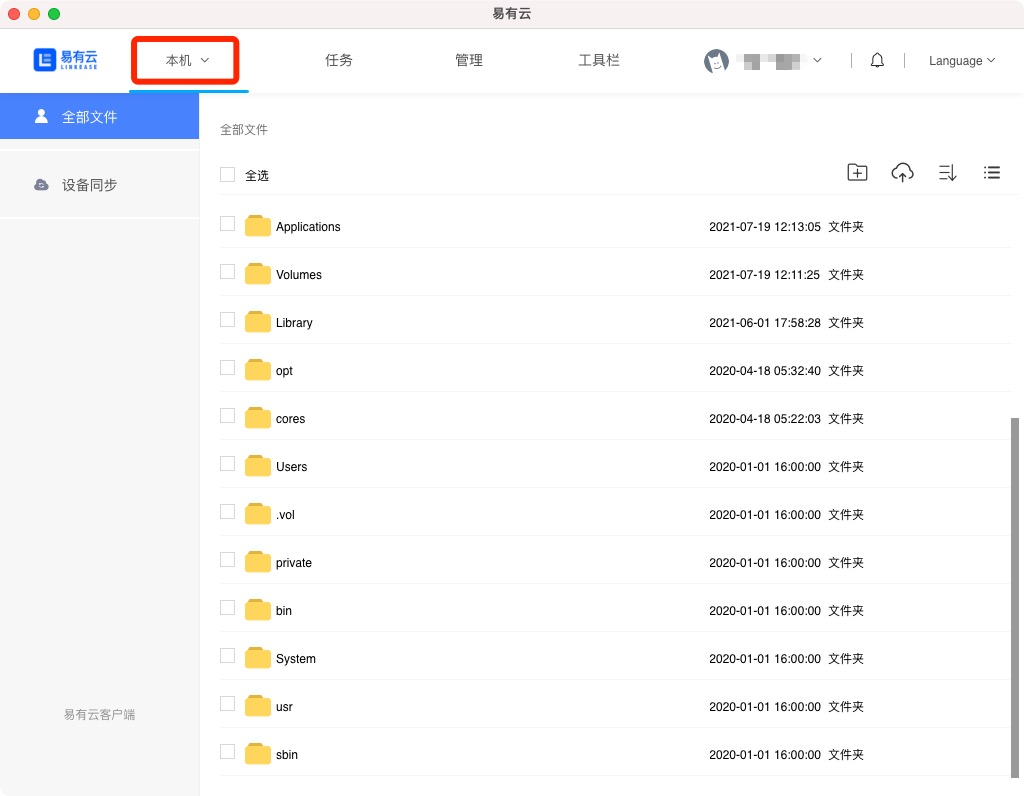 易有云
易有云 LINKEASE 本机 任务 管理 工具栏 Language
全部文件
全部文件
全选
设备同步
Applications 2021-07-19 12:13:05 文件夹
Volumes 2021-07-19 12:11:25 文件夹
Library 2021-06-01 17:58:28 文件夹
opt 2020-04-18 05:32:40 文件夹
cores 2020-04-18 05:22:03 文件夹
Users 2020-01-01 16:00:00 文件夹
.vol 2020-01-01 16:00:00 文件夹
private 2020-01-01 16:00:00 文件夹
bin 2020-01-01 16:00:00 文件夹
System 2020-01-01 16:00:00 文件夹
usr 2020-01-01 16:00:00 文件夹
sbin 2020-01-01 16:00:00 文件夹
易有云客户端